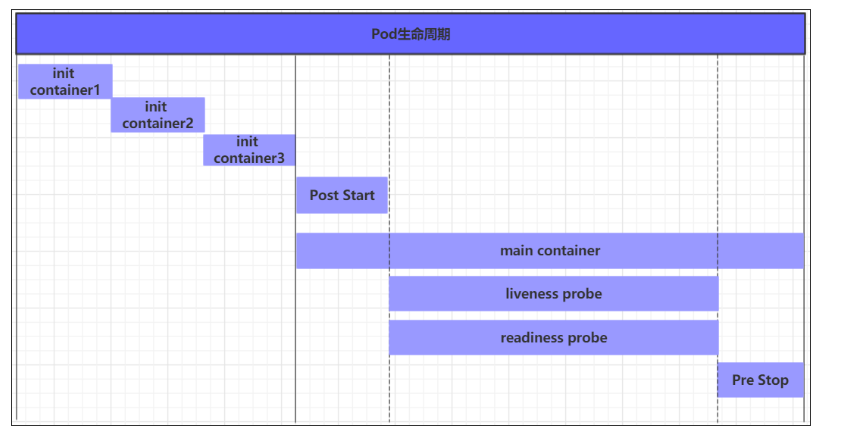 Pod生命周期
init
container1
init
container2
init
container3
Post Start
main container
liveness probe
readiness probe
Pre Stop